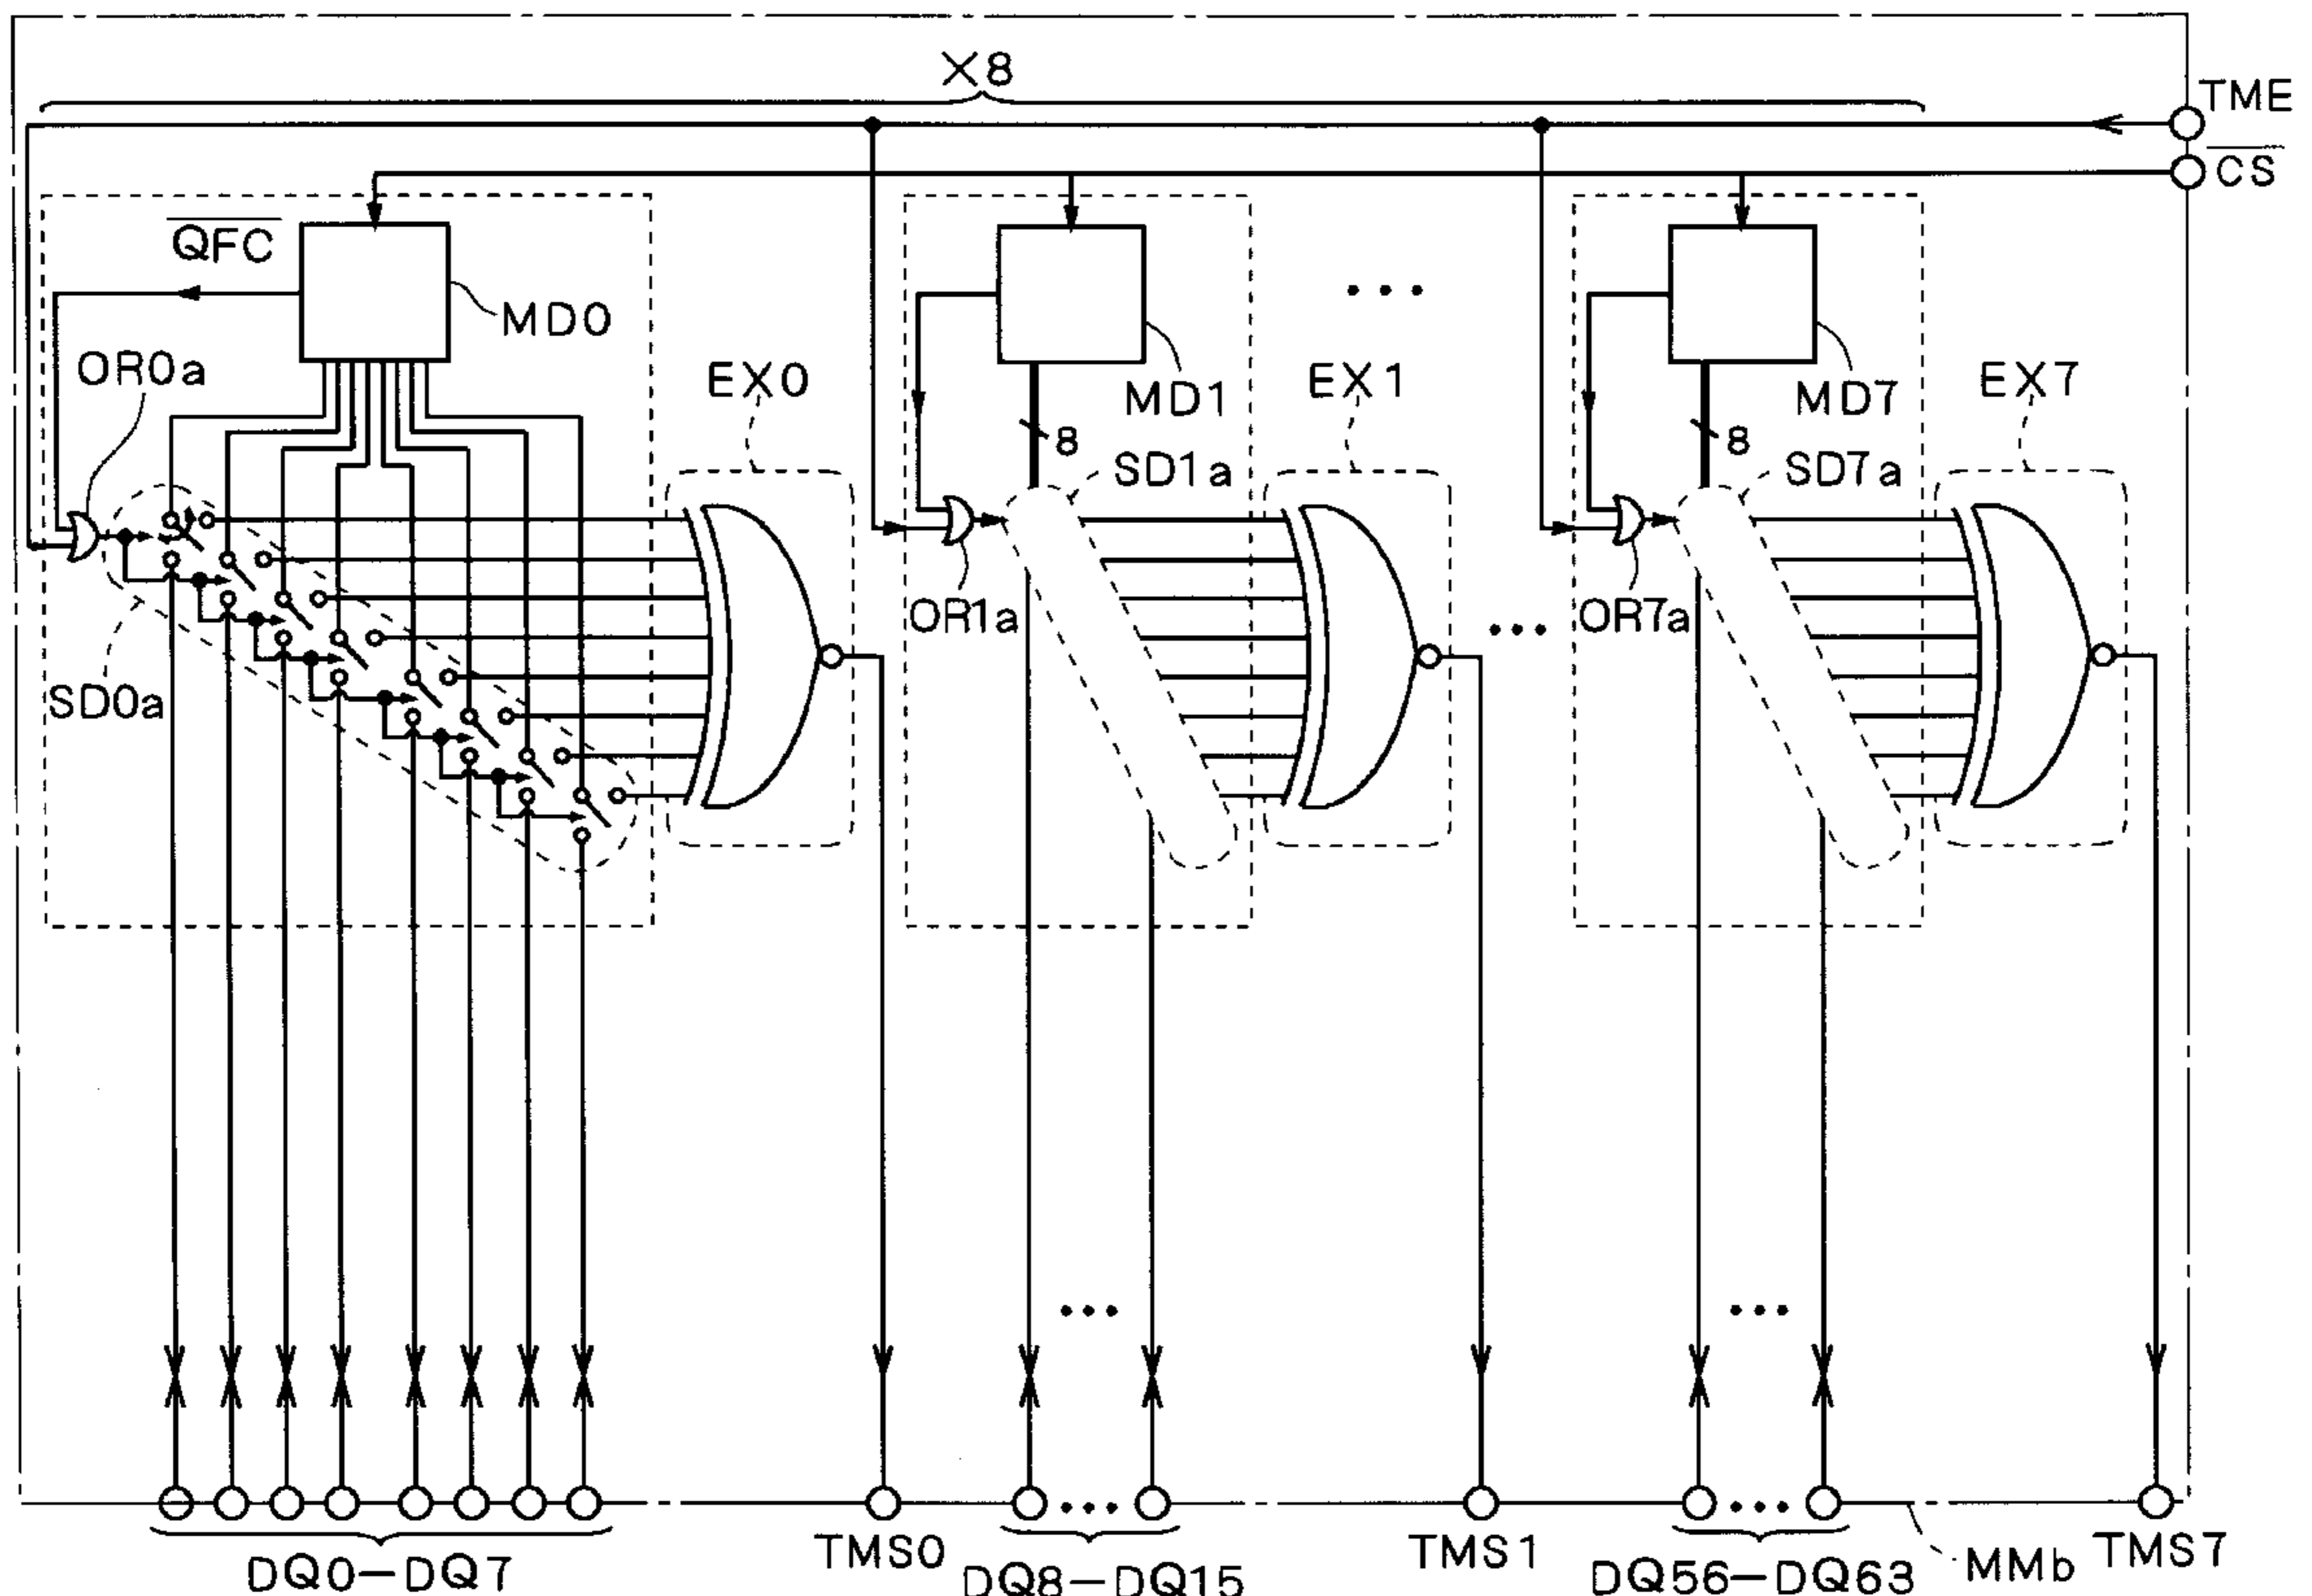 X8
TME
CS
QFC
MD0
OR0a
EX0
MD1
EX1
MD7
EX7
8
SD1a
8
SD7a
OR1a
OR7a
SD0a
TMS0
TMS1
TMS7
DQ0-DQ7
DQ8-DQ15
DQ56-DQ63
MMb